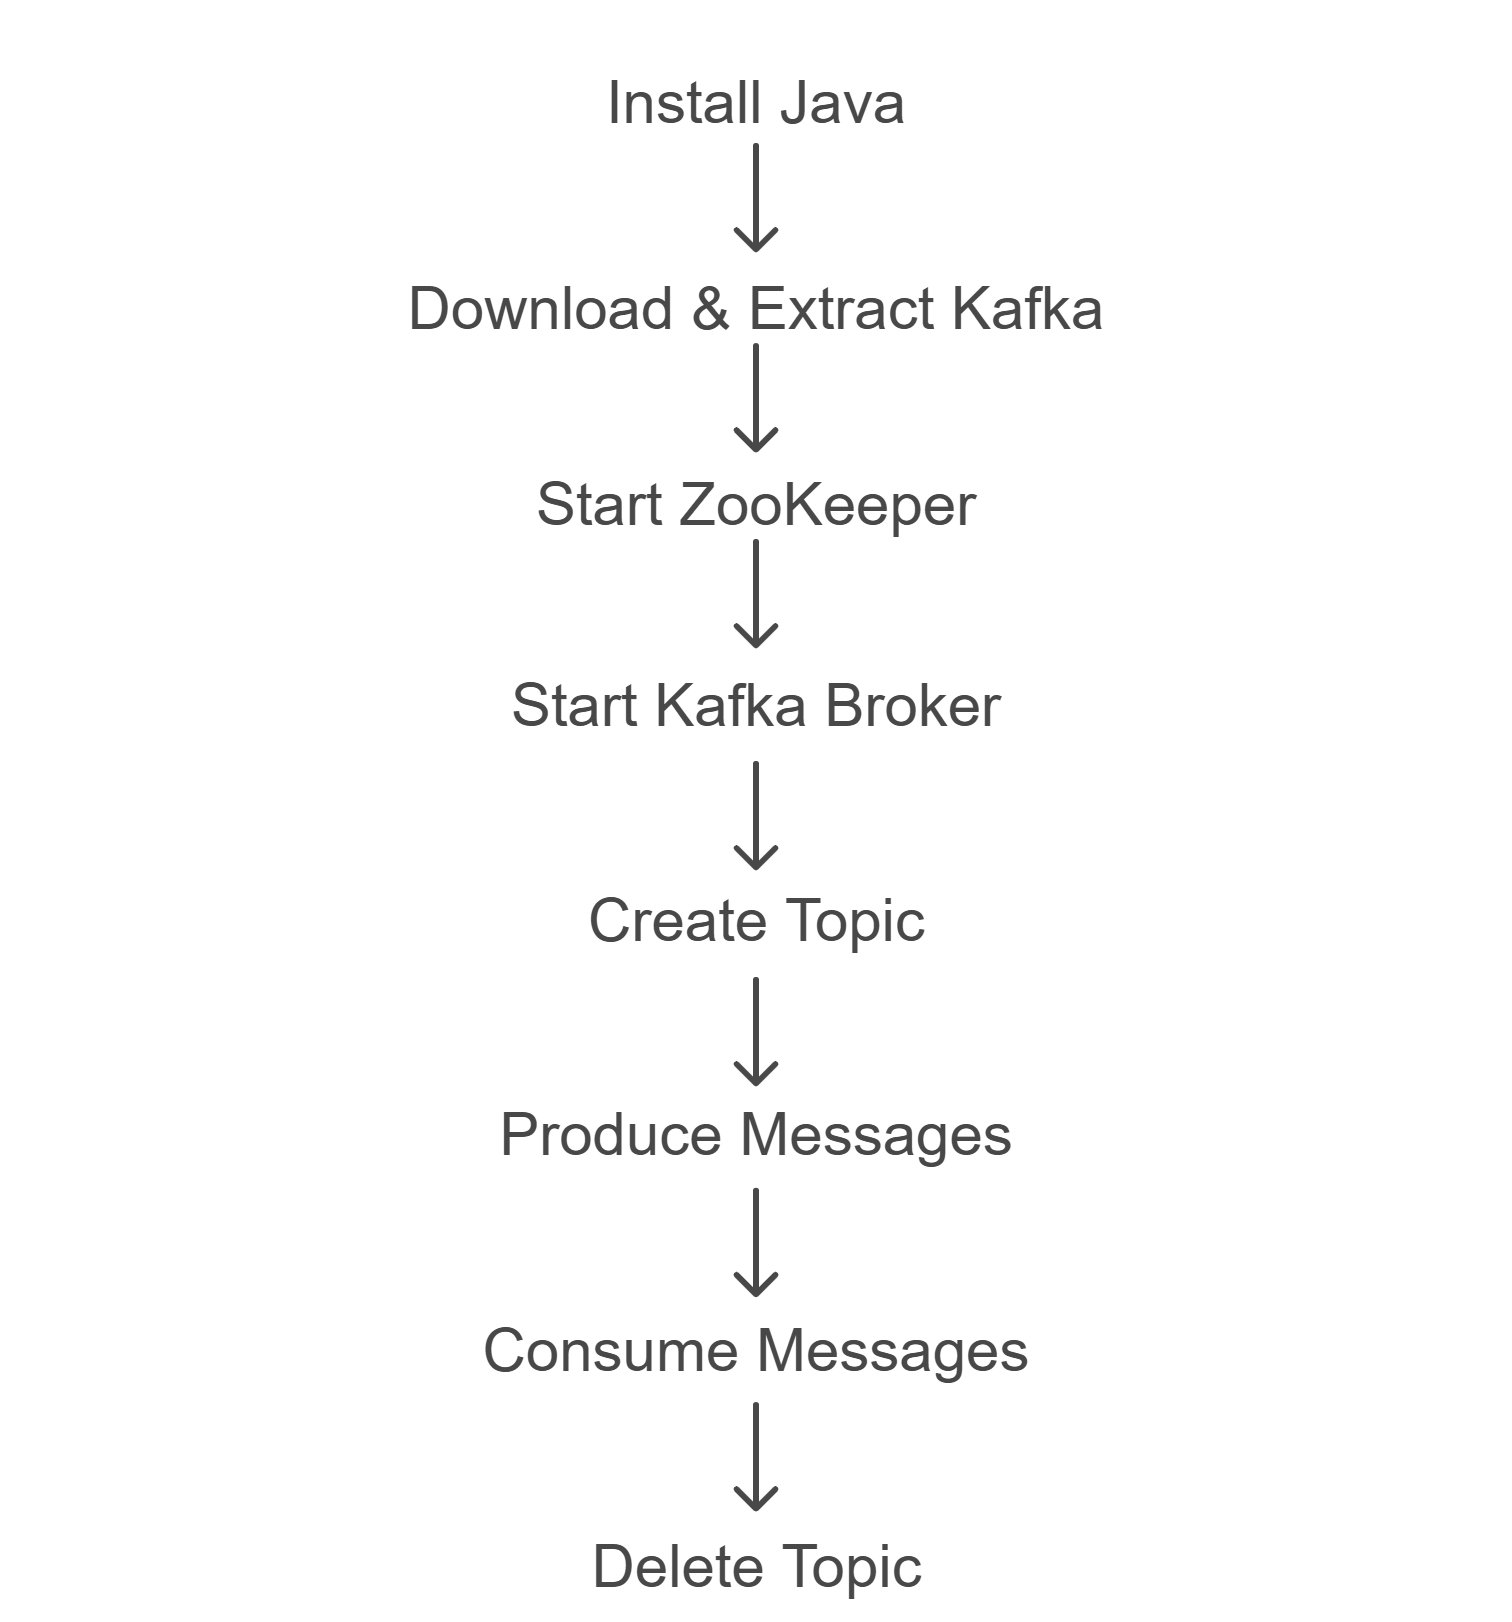 Install Java
Download & Extract Kafka
Start ZooKeeper
Start Kafka Broker
Create Topic
Produce Messages
Consume Messages
Delete Topic